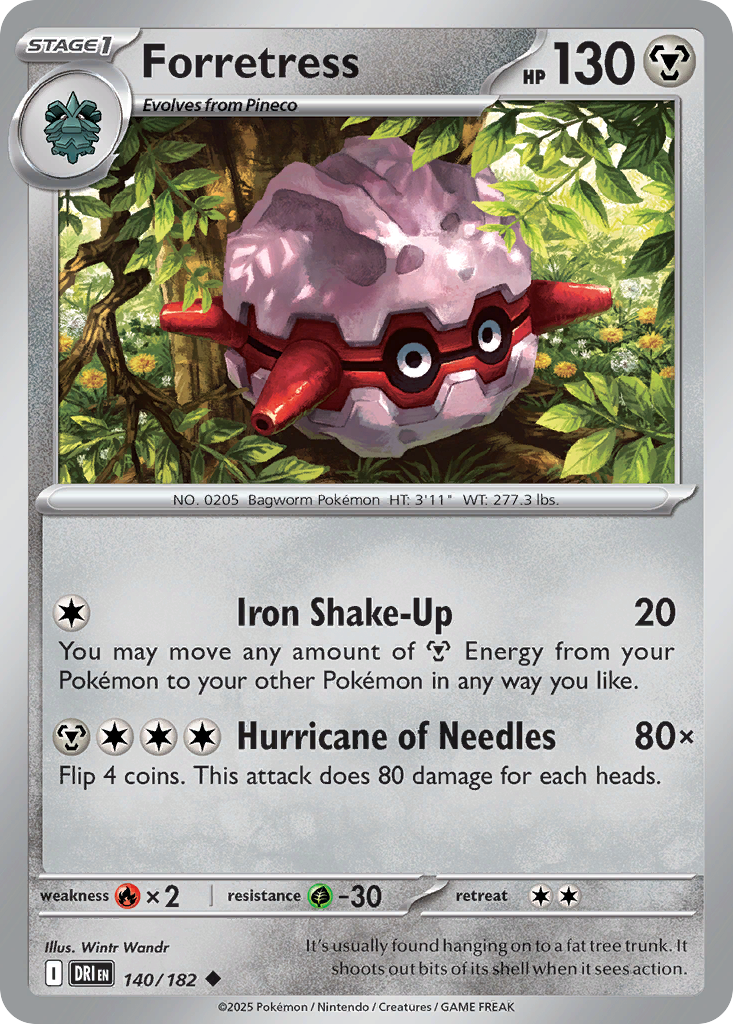 STAGE1
Forretress
HP 130
Evolves from Pineco
NO. 0205 Bagworm Pokémon HT: 3'11" WT: 277.3 lbs.
Iron Shake-Up 20
You may move any amount of Energy from your
Pokémon to your other Pokémon in any way you like.
Hurricane of Needles 80×
Flip 4 coins. This attack does 80 damage for each heads.
weakness ×2 resistance -30 retreat
Illus. Wintr Wandr
It's usually found hanging on to a fat tree trunk. It
shoots out bits of its shell when it sees action.
I DRI EN 140/182
©2025 Pokémon / Nintendo / Creatures / GAME FREAK